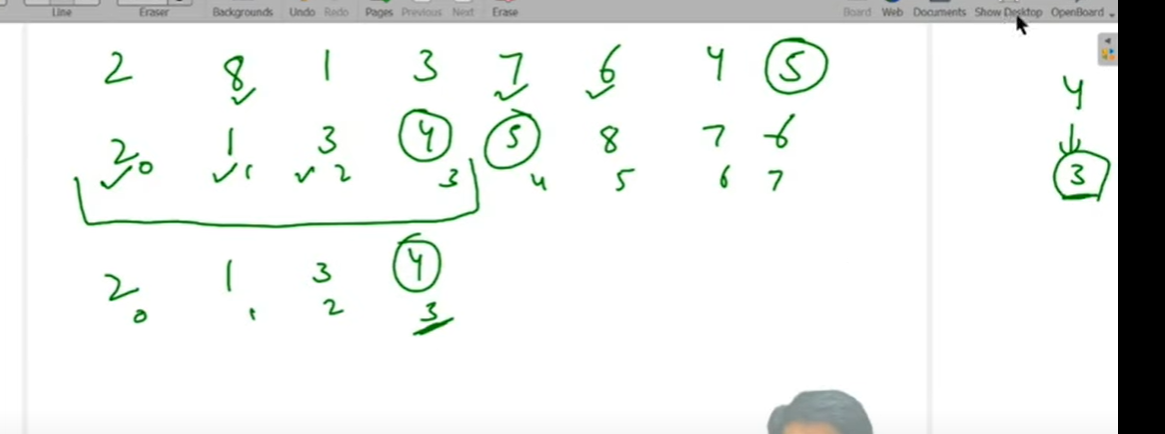 Line Eraser Backgrounds Undo Redo Pages Previous Next Erase Board Web Documents Show Desktop OpenBoard
2 8 1 3 7 6 4 5
4
2 1 3 4 5 8 7 6
0 1 2 3 4 5 6 7
3
2 1 3 4
0 1 2 3